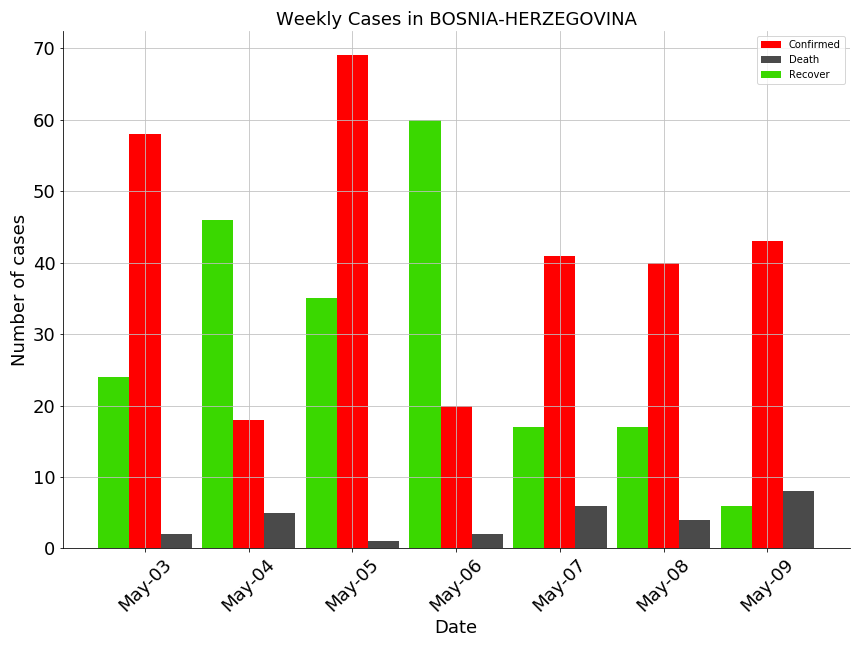 Weekly Cases in BOSNIA-HERZEGOVINA
Confirmed
Death
Recover
Number of cases
70
60
50
40
30
20
10
0
May-03
May-04
May-05
May-06
May-07
May-08
May-09
Date